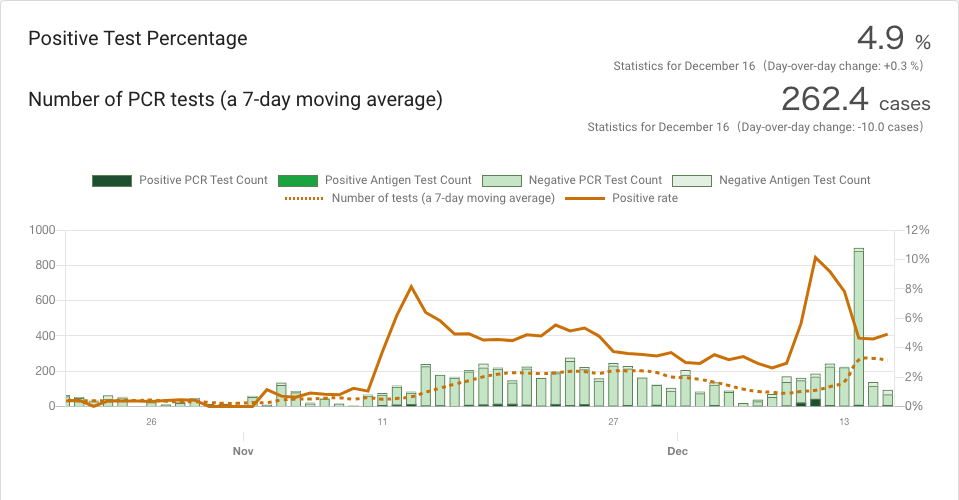 Positive Test Percentage
4.9 %
Statistics for December 16（Day-over-day change: +0.3 %）
Number of PCR tests (a 7-day moving average)
262.4 cases
Statistics for December 16（Day-over-day change: -10.0 cases）
Positive PCR Test Count Positive Antigen Test Count Negative PCR Test Count Negative Antigen Test Count
Number of tests (a 7-day moving average) Positive rate
1000 12%
10%
800
8%
600
6%
400
4%
200
2%
0 0%
26 11 27 13
Nov Dec